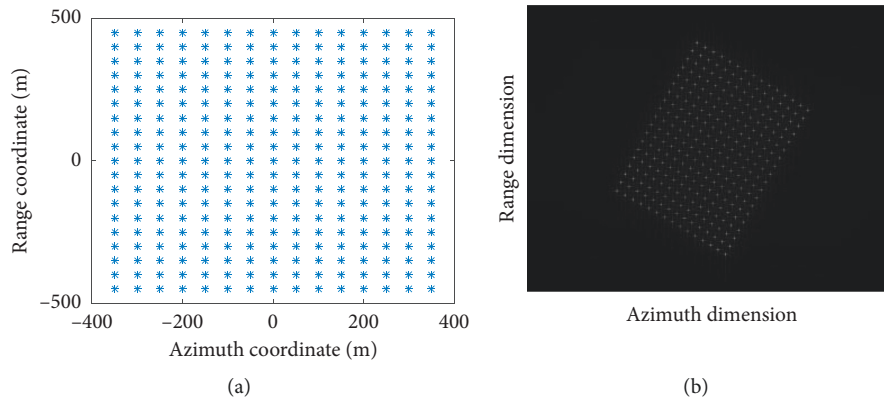 500
0
−500
−400
−200
0
200
400
Range coordinate (m)
Azimuth coordinate (m)
(a)
Range dimension
Azimuth dimension
(b)